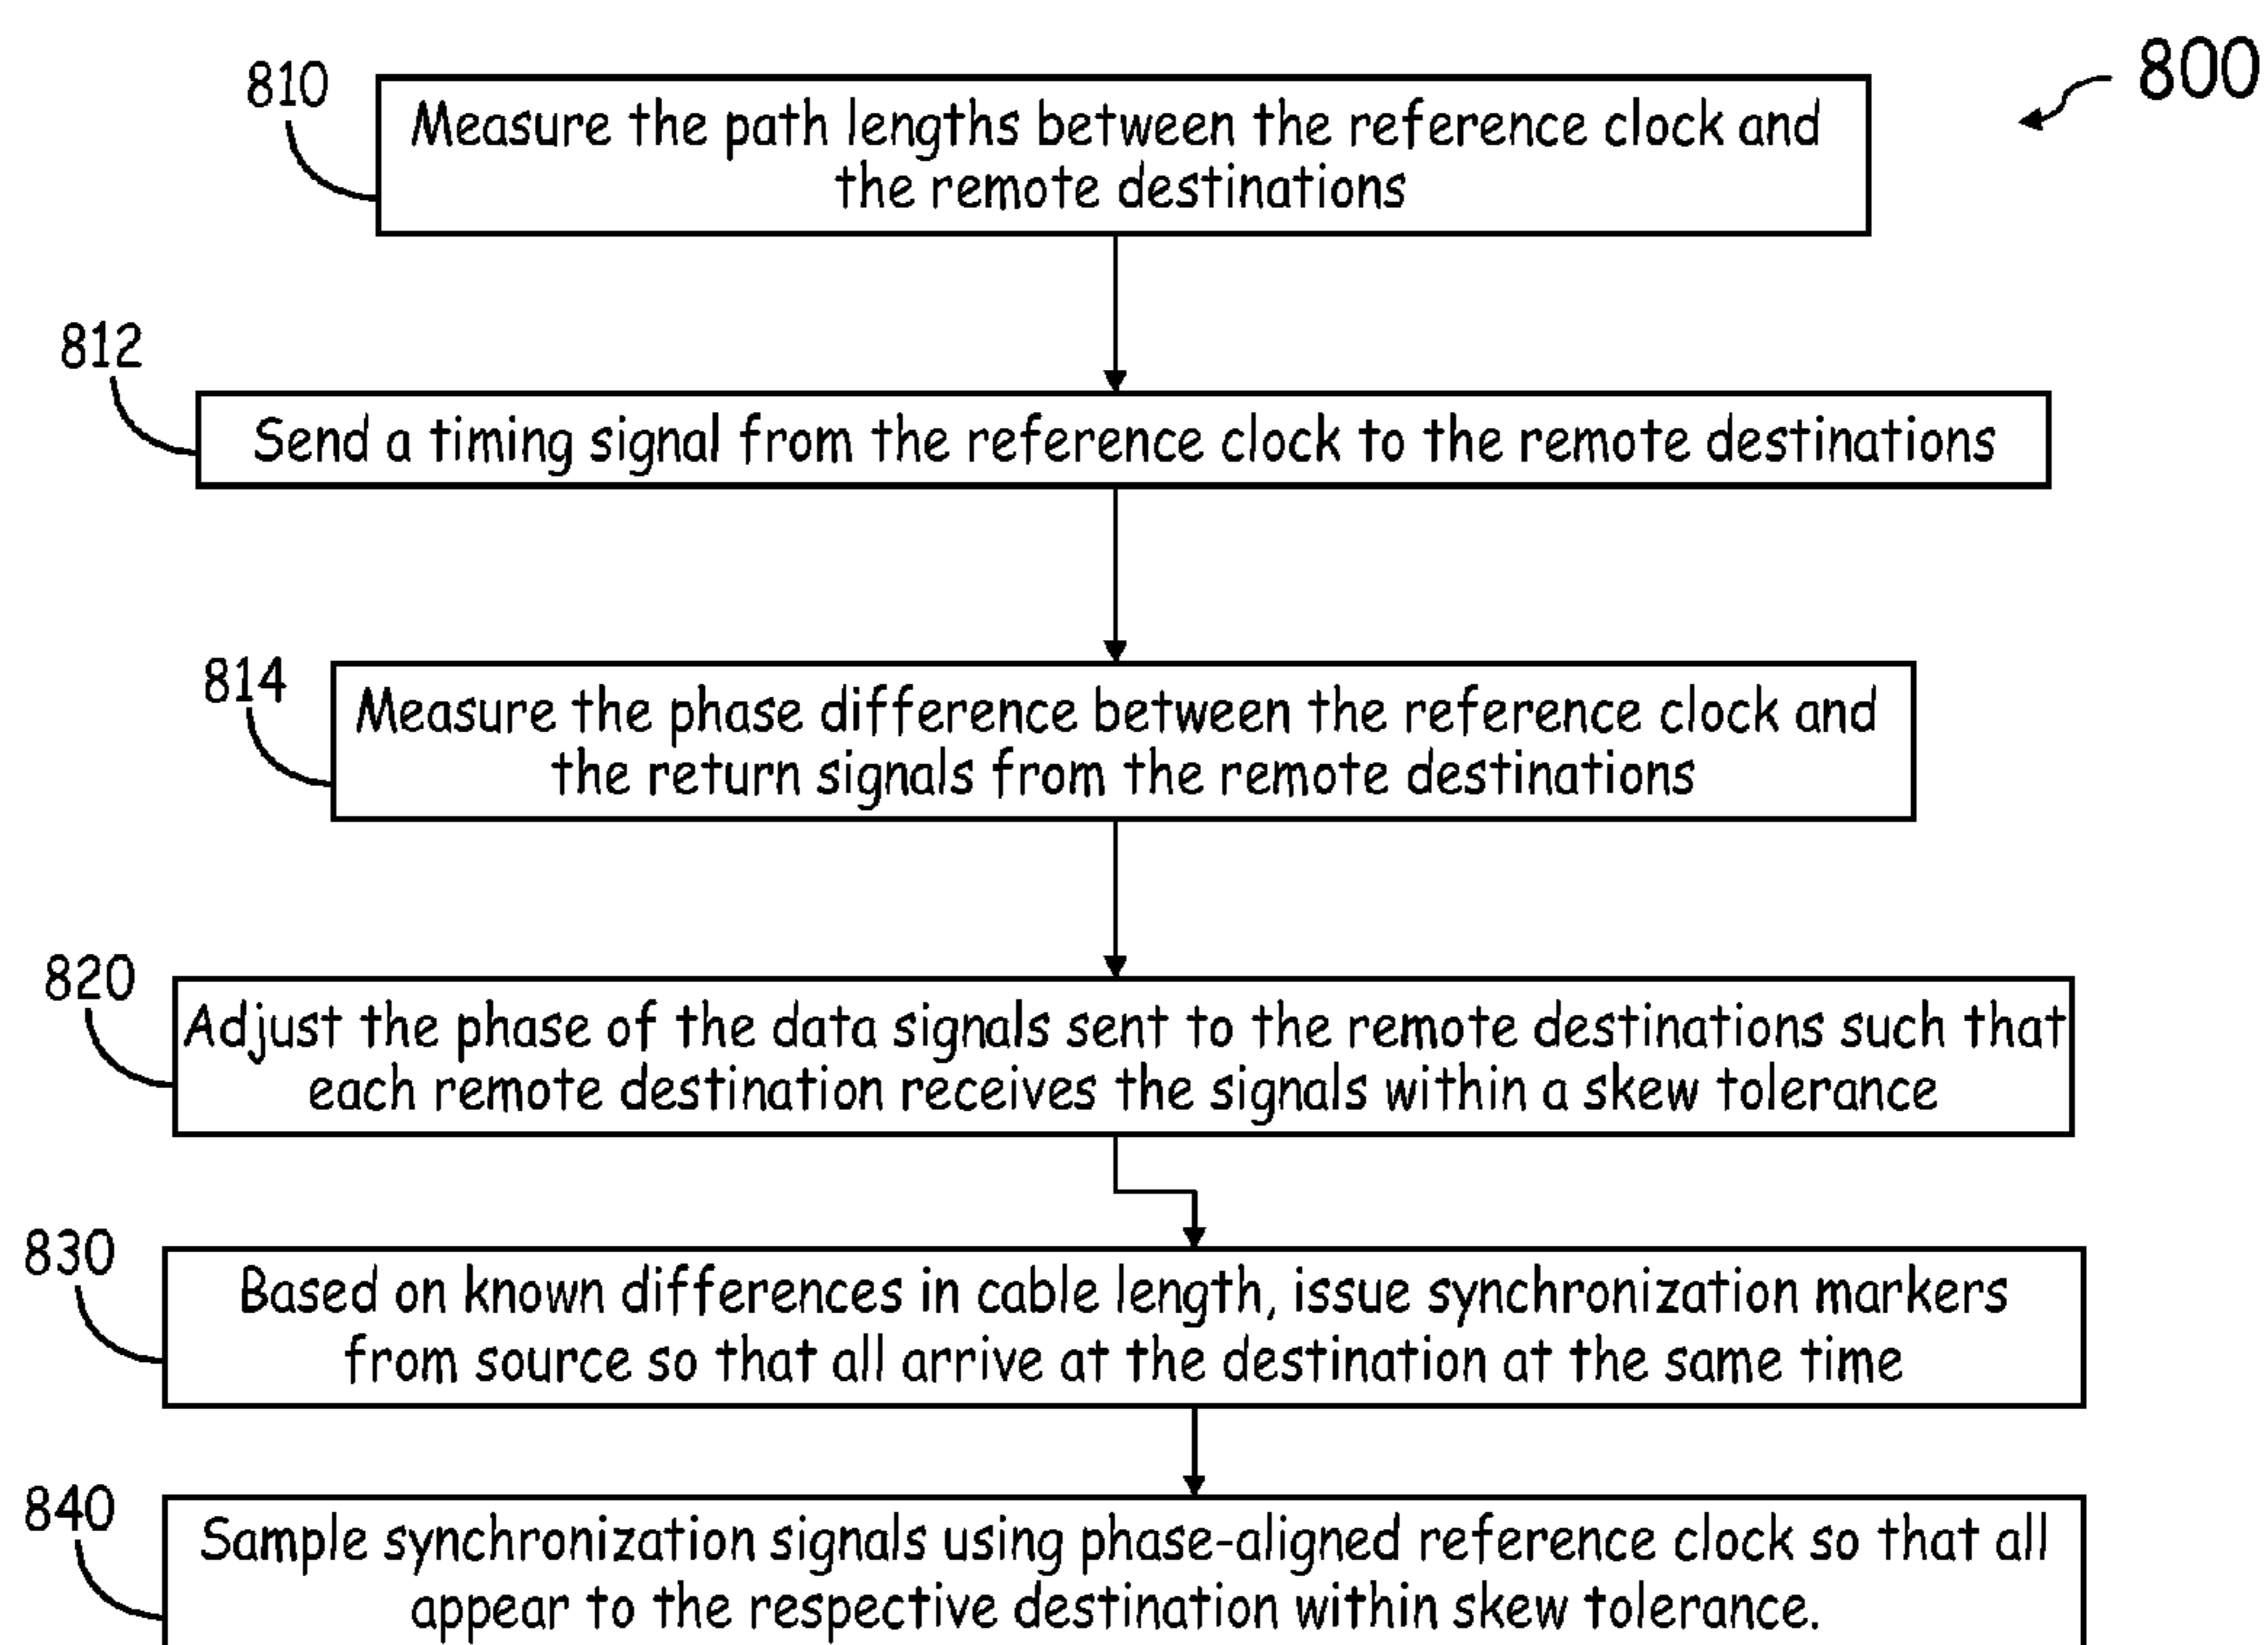 800
810
Measure the path lengths between the reference clock and
the remote destinations
812
Send a timing signal from the reference clock to the remote destinations
814
Measure the phase difference between the reference clock and
the return signals from the remote destinations
820
Adjust the phase of the data signals sent to the remote destinations such that
each remote destination receives the signals within a skew tolerance
830
Based on known differences in cable length, issue synchronization markers
from source so that all arrive at the destination at the same time
840
Sample synchronization signals using phase-aligned reference clock so that all
appear to the respective destination within skew tolerance.